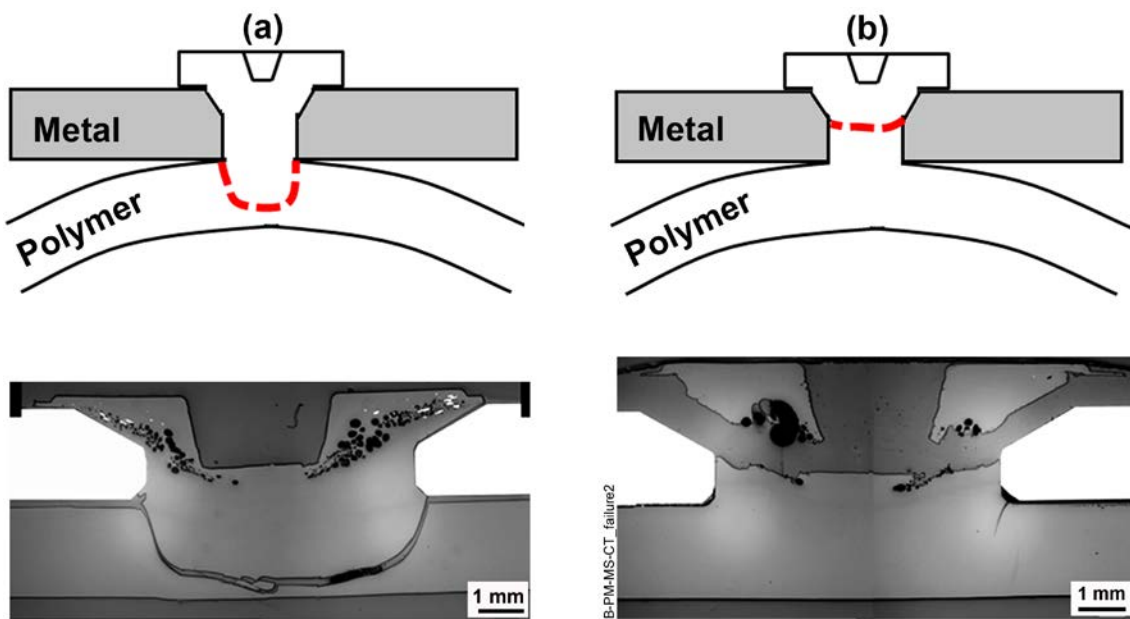 (a)
Metal
Polymer
1 mm
(b)
Metal
Polymer
B-PM-MS-CT_failure2
1 mm